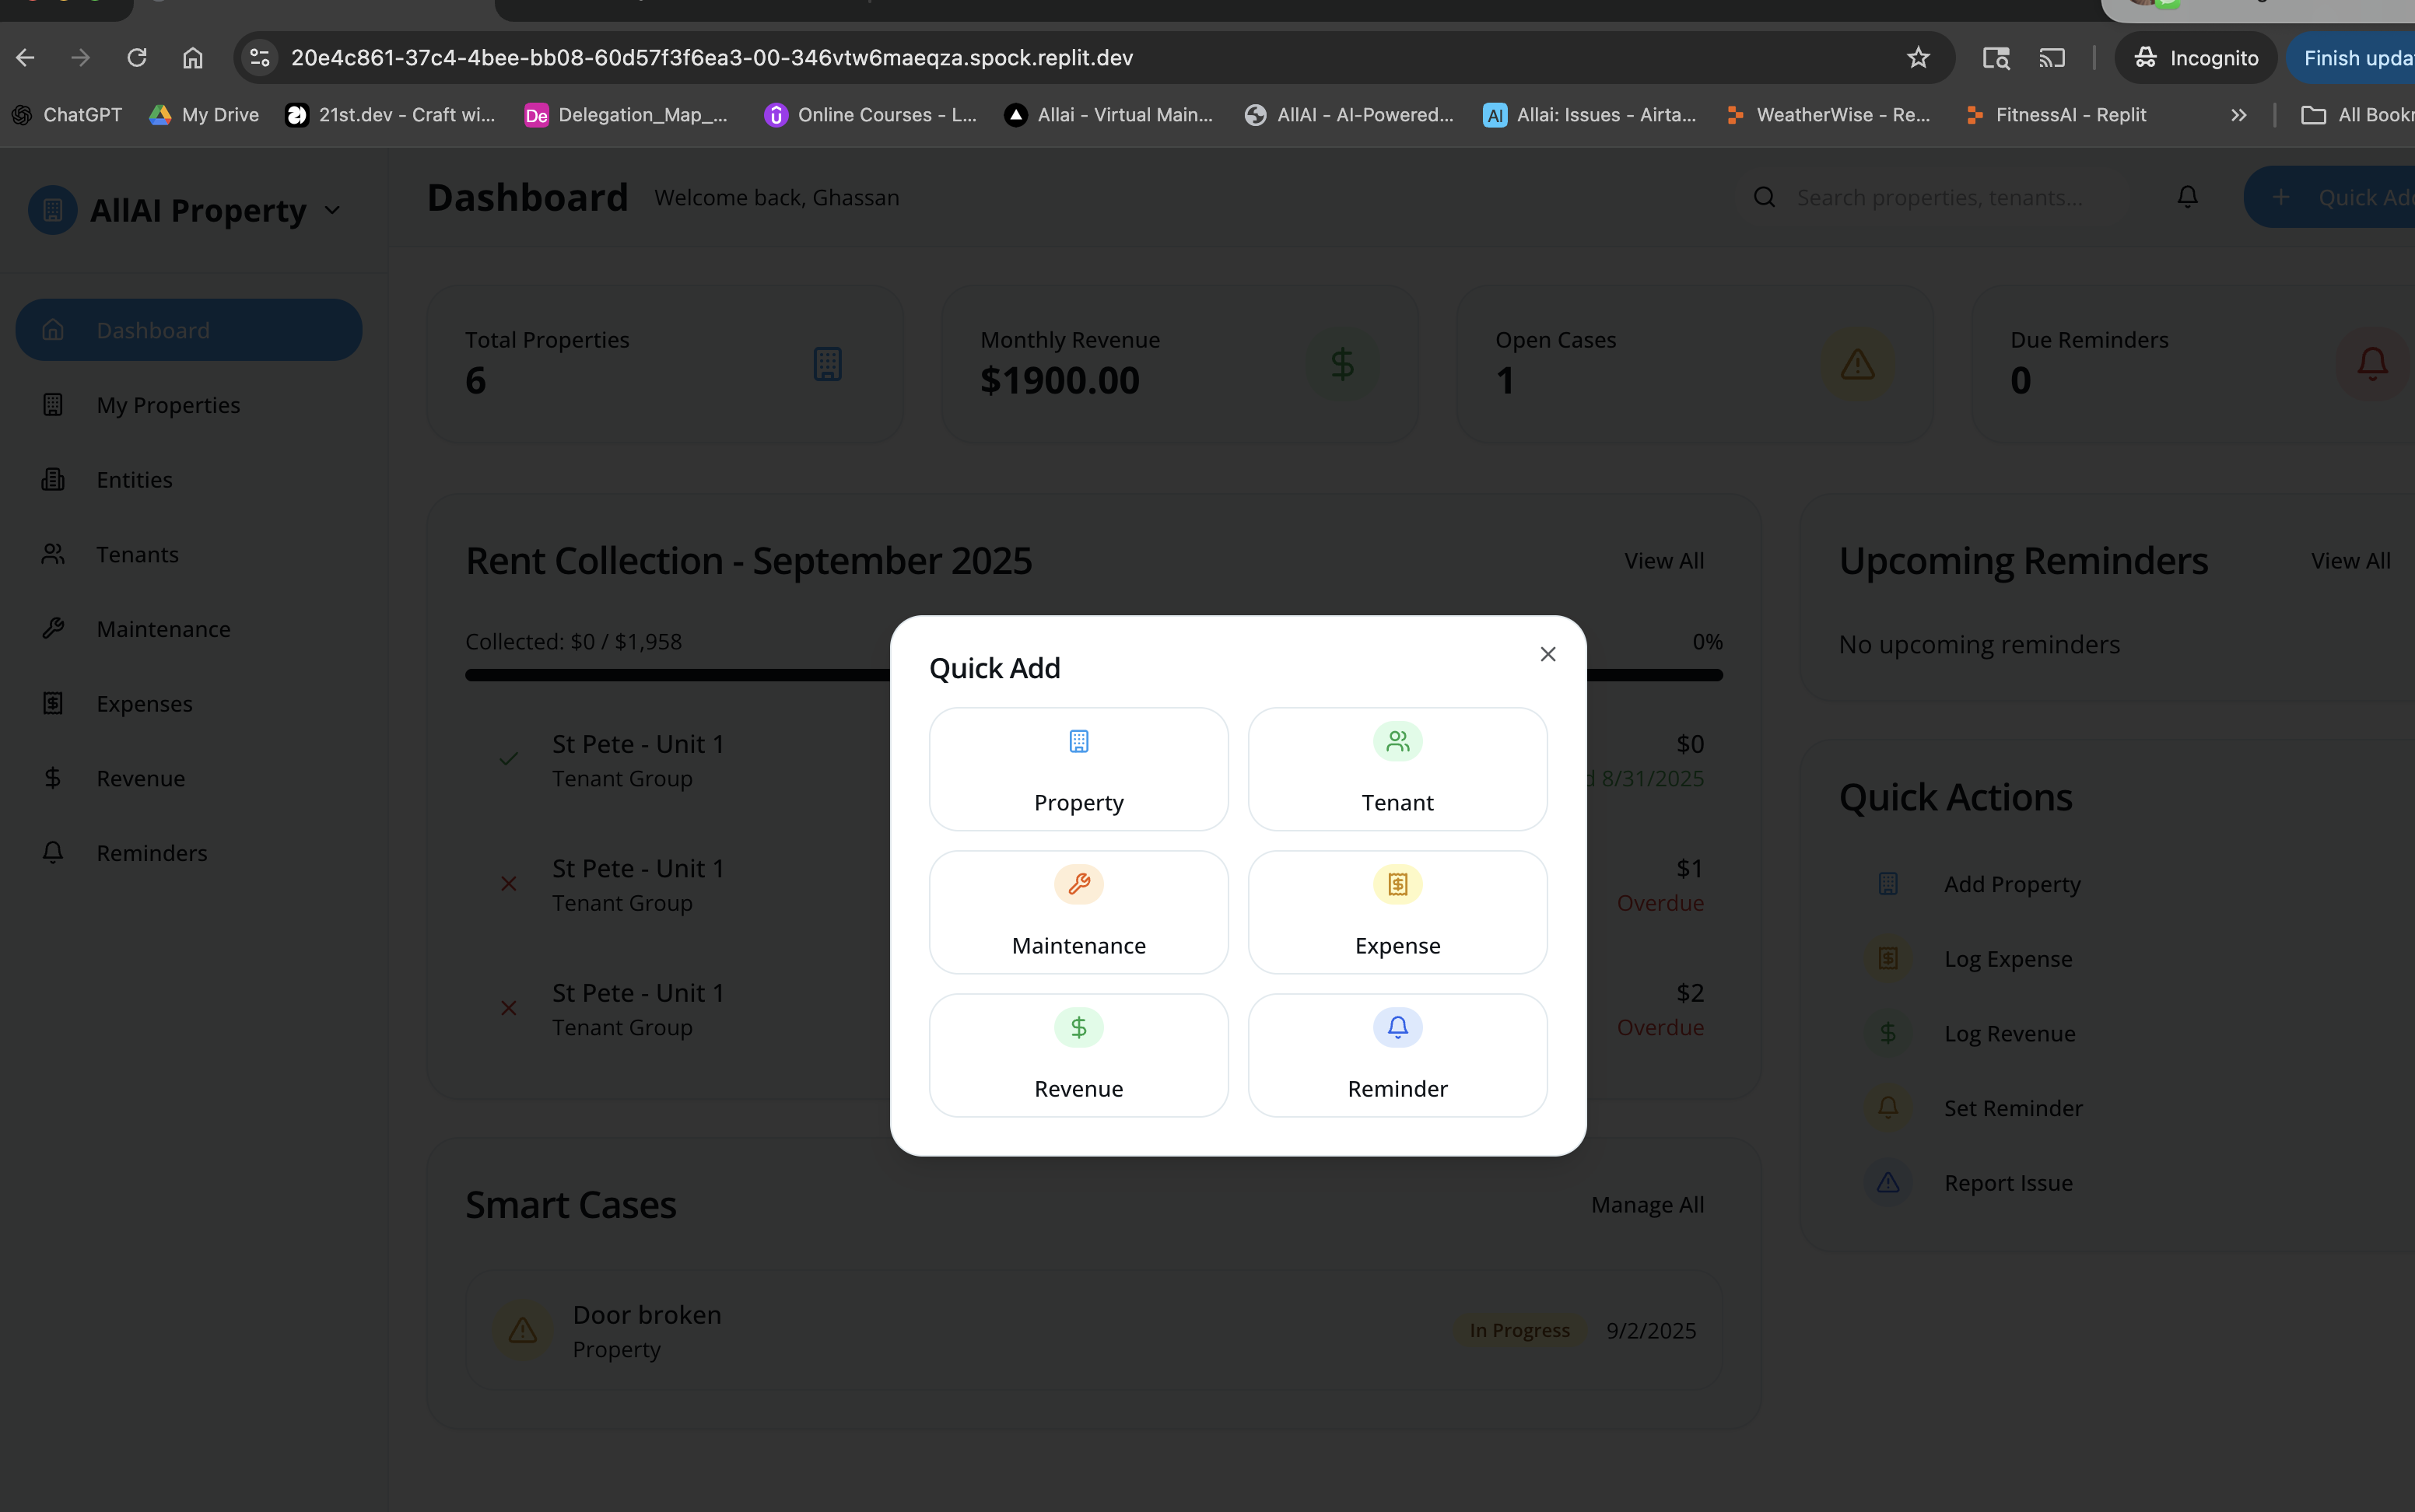 20e4c861-37c4-4bee-bb08-60d57f3f6ea3-00-346vtw6maeqza.spock.replit.dev
Incognito
Finish upda
ChatGPT
My Drive
21st.dev - Craft wi...
De
Delegation_Map_...
Online Courses - L...
Allai - Virtual Main...
AllAI - AI-Powered...
AI
Allai: Issues - Airta...
WeatherWise - Re...
FitnessAI - Replit
All Bookr
AllAI Property
Dashboard
Welcome back, Ghassan
Search properties, tenants...
Quick Add
Dashboard
My Properties
Entities
Tenants
Maintenance
Expenses
Revenue
Reminders
Total Properties
6
Monthly Revenue
$1900.00
Open Cases
1
Due Reminders
0
Rent Collection - September 2025
View All
Collected: $0 / $1,958
0%
St Pete - Unit 1
Tenant Group
$0
d 8/31/2025
St Pete - Unit 1
Tenant Group
$1
Overdue
St Pete - Unit 1
Tenant Group
$2
Overdue
Quick Add
Property
Tenant
Maintenance
Expense
Revenue
Reminder
Upcoming Reminders
View All
No upcoming reminders
Quick Actions
Add Property
Log Expense
Log Revenue
Set Reminder
Report Issue
Smart Cases
Manage All
Door broken
Property
In Progress
9/2/2025